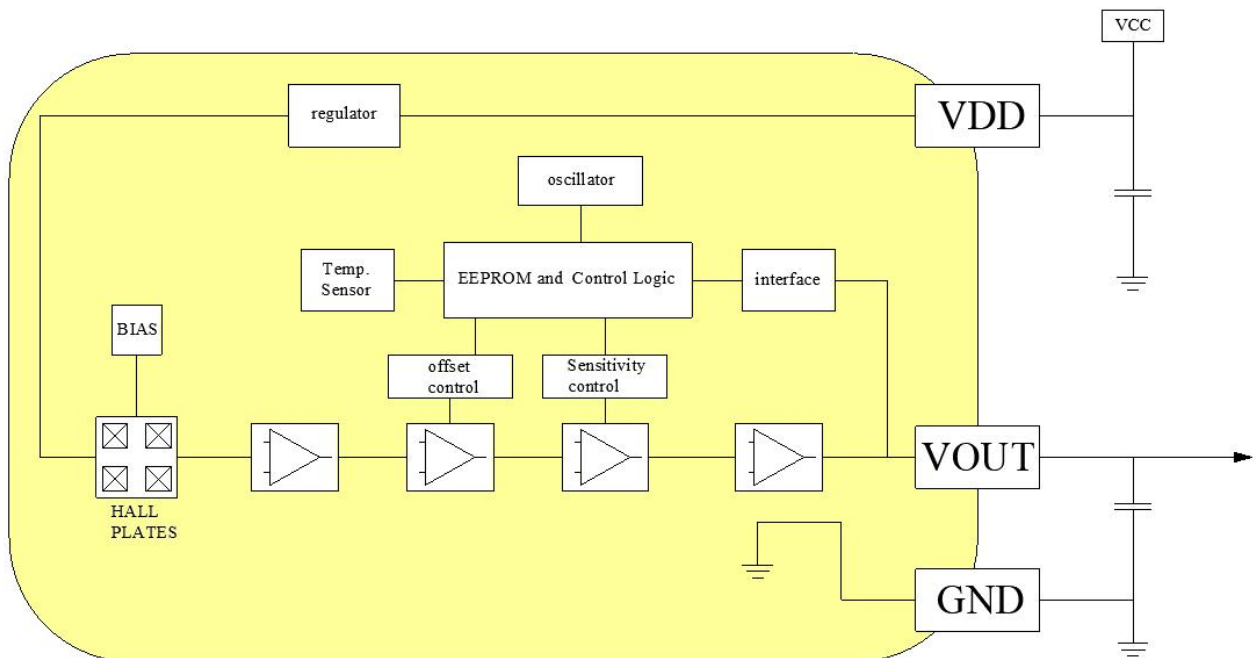 VCC
regulator
VDD
oscillator
Temp.
Sensor
EEPROM and Control Logic
interface
BIAS
offset
control
Sensitivity
control
VOUT
HALL
PLATES
GND